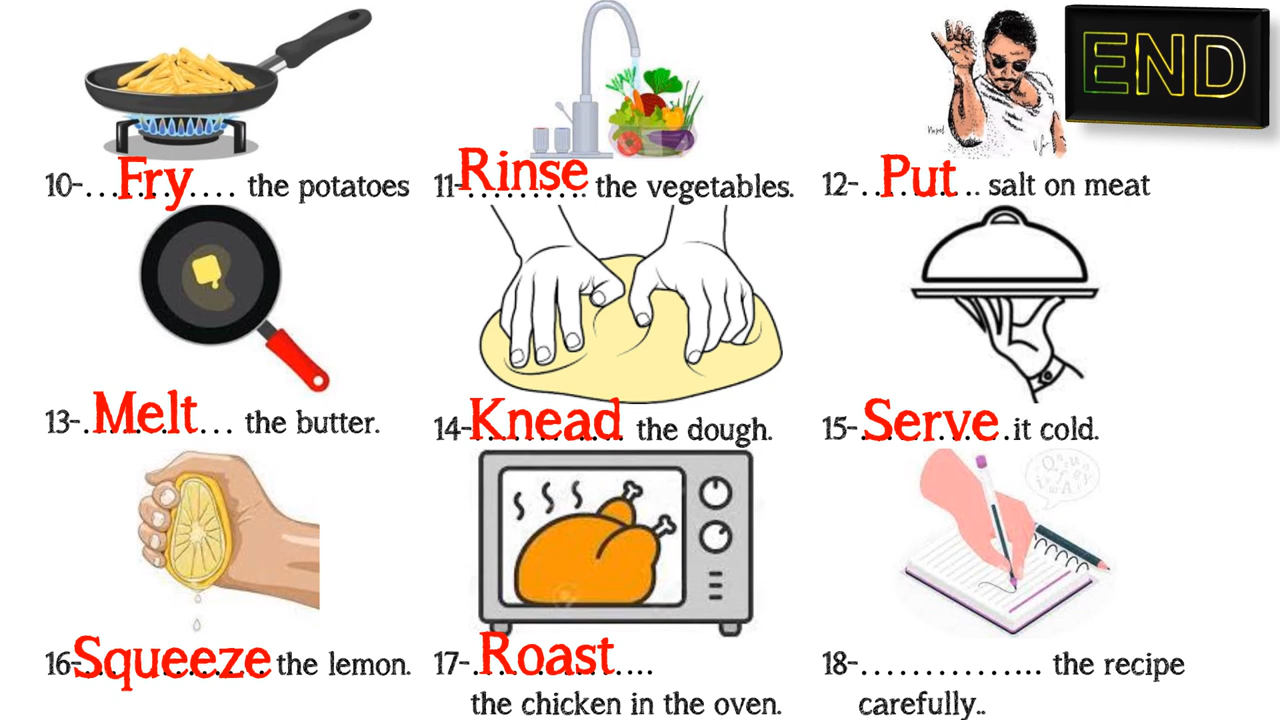 END
10-...Fry.... the potatoes
11-Rinse.......... the vegetables.
12-..Put.. salt on meat
13-.Melt... the butter.
14-Knead the dough.
15-.Serve.it cold.
16-Squeeze the lemon.
17-.Roast....
the chicken in the oven.
18-................ the recipe
carefully..